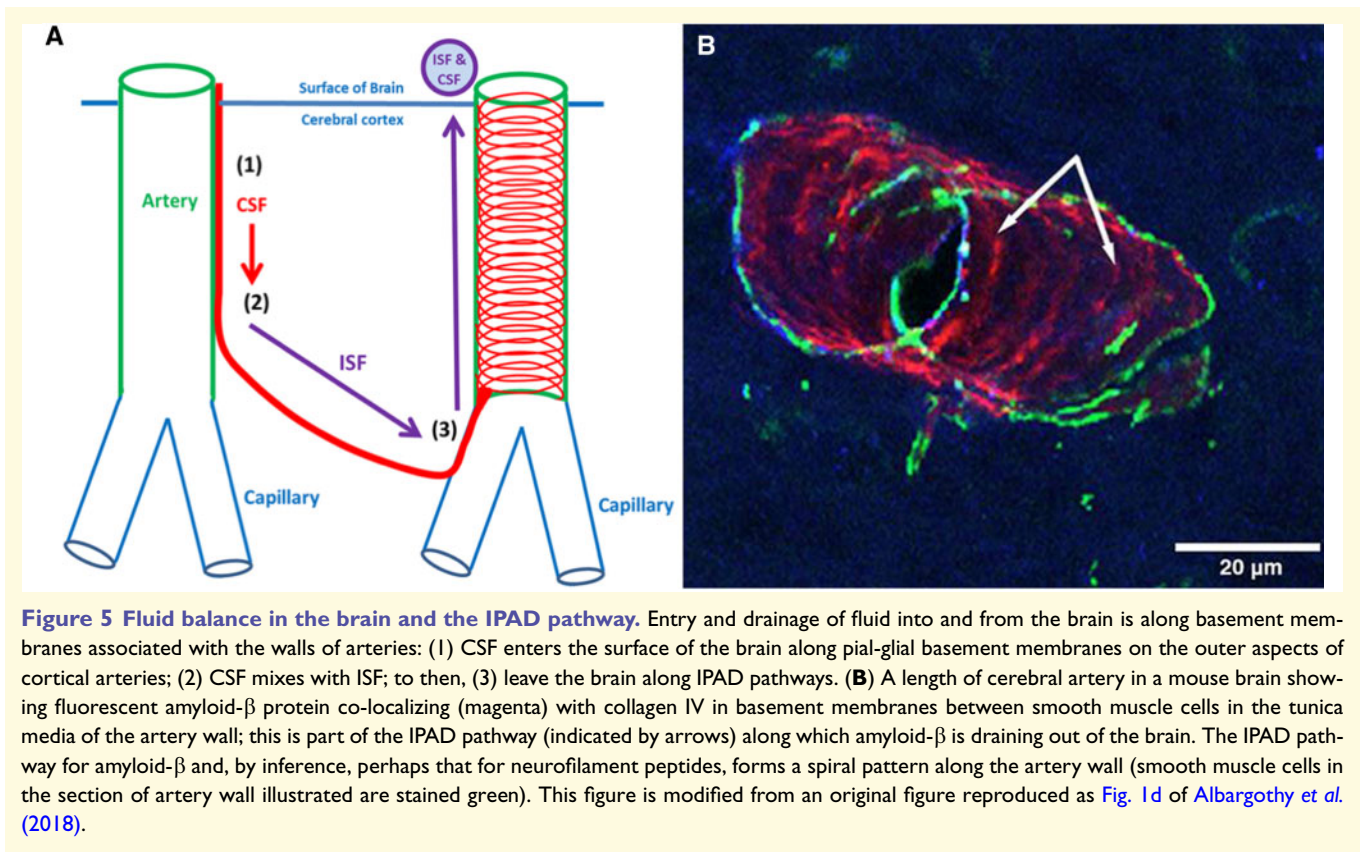 A
B
ISF &
CSF
Surface of Brain
Cerebral cortex
(1)
Artery
CSF
(2)
ISF
(3)
Capillary
Capillary
20 µm
Figure 5 Fluid balance in the brain and the IPAD pathway. Entry and drainage of fluid into and from the brain is along basement mem-
branes associated with the walls of arteries: (1) CSF enters the surface of the brain along pial-glial basement membranes on the outer aspects of
cortical arteries; (2) CSF mixes with ISF; to then, (3) leave the brain along IPAD pathways. (B) A length of cerebral artery in a mouse brain show-
ing fluorescent amyloid-β protein co-localizing (magenta) with collagen IV in basement membranes between smooth muscle cells in the tunica
media of the artery wall; this is part of the IPAD pathway (indicated by arrows) along which amyloid-β is draining out of the brain. The IPAD path-
way for amyloid-β and, by inference, perhaps that for neurofilament peptides, forms a spiral pattern along the artery wall (smooth muscle cells in
the section of artery wall illustrated are stained green). This figure is modified from an original figure reproduced as Fig. 1d of Albargothy et al.
(2018).